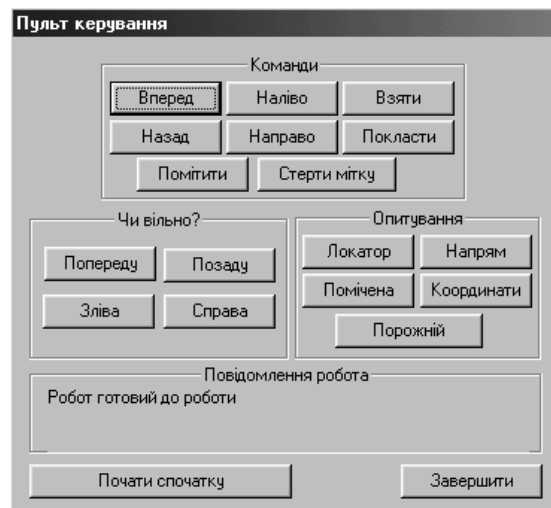 Пульт керування
Команди
Вперед Наліво Взяти
Назад Направо Покласти
Помітити Стерти мітку
Чи вільно?
Попереду Позаду
Зліва Справа
Опитування
Локатор Напрям
Помічена Координати
Порожній
Повідомлення робота
Робот готовий до роботи
Почати спочатку Завершити